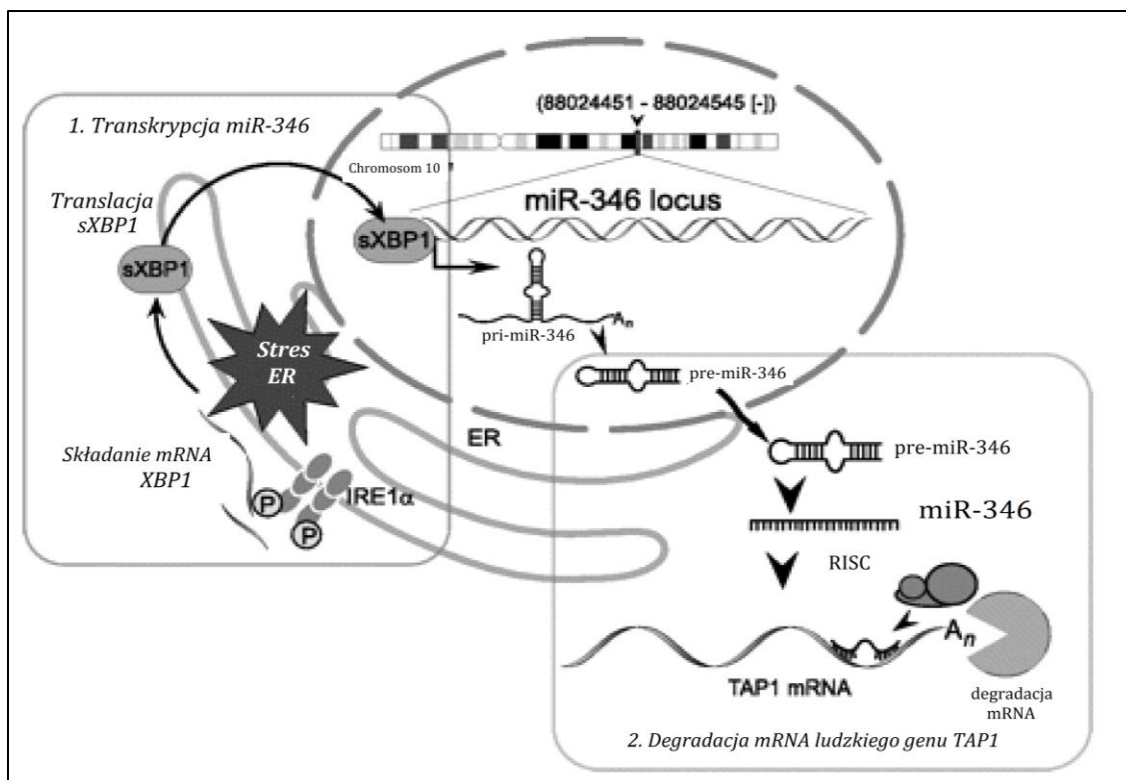 (88024451 - 88024545 [-])
1. Transkrypcja miR-346
Chromosom 10
Translacja
sXBP1
miR-346 locus
sXBP1
sXBP1
An
pri-miR-346
Stres
ER
pre-miR-346
ER
pre-miR-346
Składanie mRNA
XBP1
IRE1α
P
P
miR-346
RISC
An
TAP1 mRNA
degradacja
mRNA
2. Degradacja mRNA ludzkiego genu TAP1